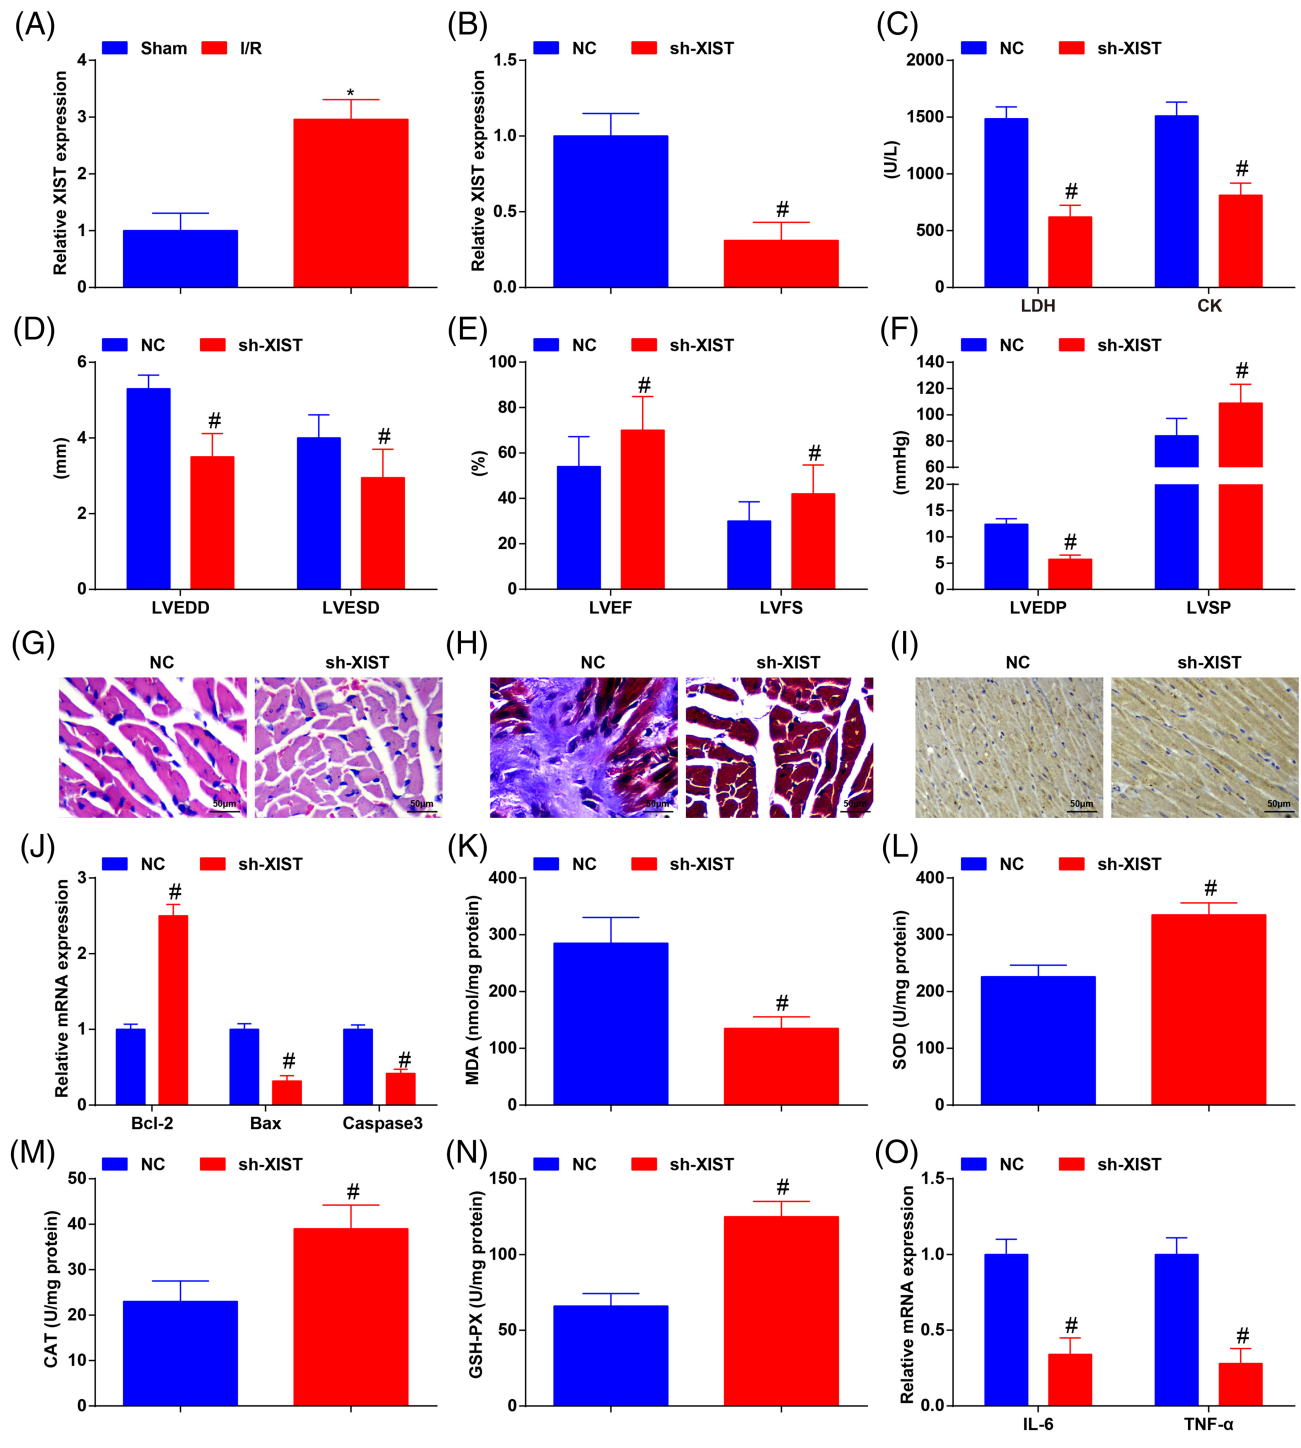 (A)
Sham I/R
Relative XIST expression
4
3
2
1
0
*
(B)
NC sh-XIST
Relative XIST expression
1.5
1.0
0.5
0.0
#
(C)
NC sh-XIST
(U/L)
2000
1500
1000
500
0
# #
LDH CK
(D)
NC sh-XIST
(mm)
6
4
2
0
# #
LVEDD LVESD
(E)
NC sh-XIST
(%)
100
80
60
40
20
0
# #
LVEF LVFS
(F)
NC sh-XIST
(mmHg)
140
120
100
80
60
20
15
10
5
0
# #
LVEDP LVSP
(G)
NC sh-XIST
50μm 50μm
(H)
NC sh-XIST
50μm 50μm
(I)
NC sh-XIST
50μm 50μm
(J)
NC sh-XIST
Relative mRNA expression
3
2
1
0
# # #
Bcl-2 Bax Caspase3
(K)
NC sh-XIST
MDA (nmol/mg protein)
400
300
200
100
0
#
(L)
NC sh-XIST
SOD (U/mg protein)
400
300
200
100
0
#
(M)
NC sh-XIST
CAT (U/mg protein)
50
40
30
20
10
0
#
(N)
NC sh-XIST
GSH-PX (U/mg protein)
150
100
50
0
#
(O)
NC sh-XIST
Relative mRNA expression
1.5
1.0
0.5
0.0
# #
IL-6 TNF-α